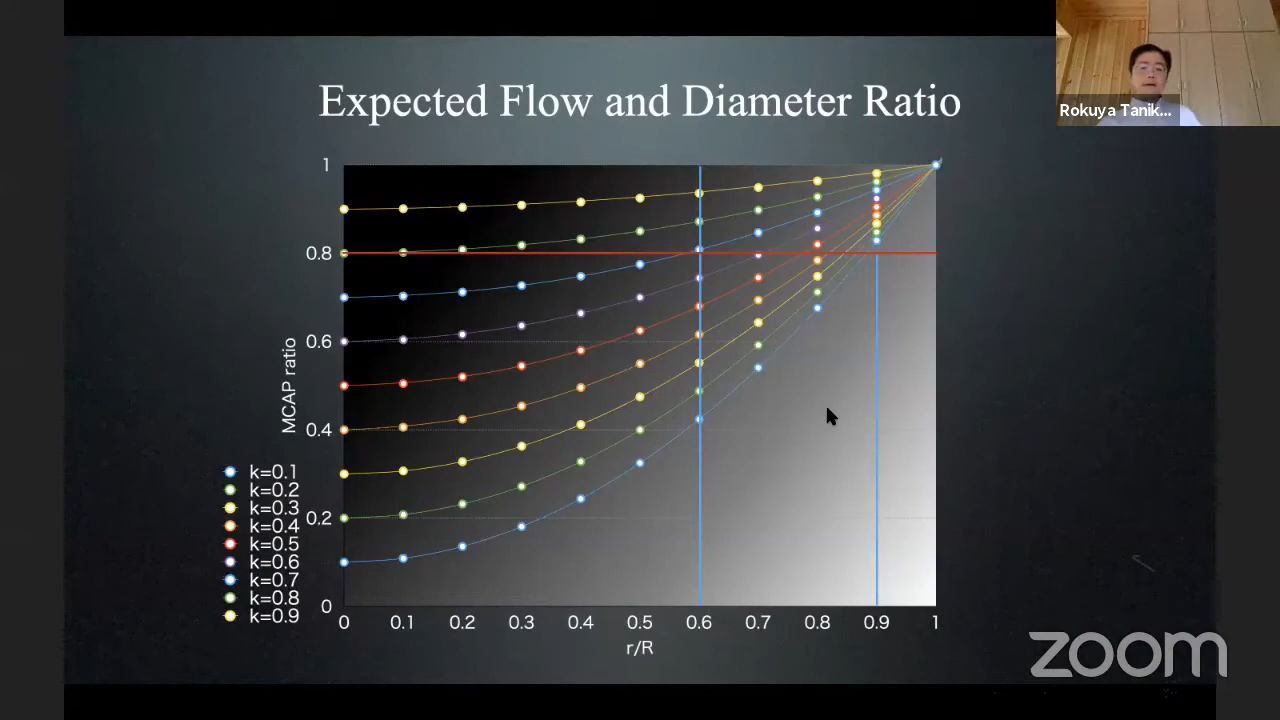 Expected Flow and Diameter Ratio
Rokuya Tanik...
1
0.8
0.6
0.4
0.2
0
MCAP ratio
0 0.1 0.2 0.3 0.4 0.5 0.6 0.7 0.8 0.9 1
r/R
k=0.1
k=0.2
k=0.3
k=0.4
k=0.5
k=0.6
k=0.7
k=0.8
k=0.9
zoom